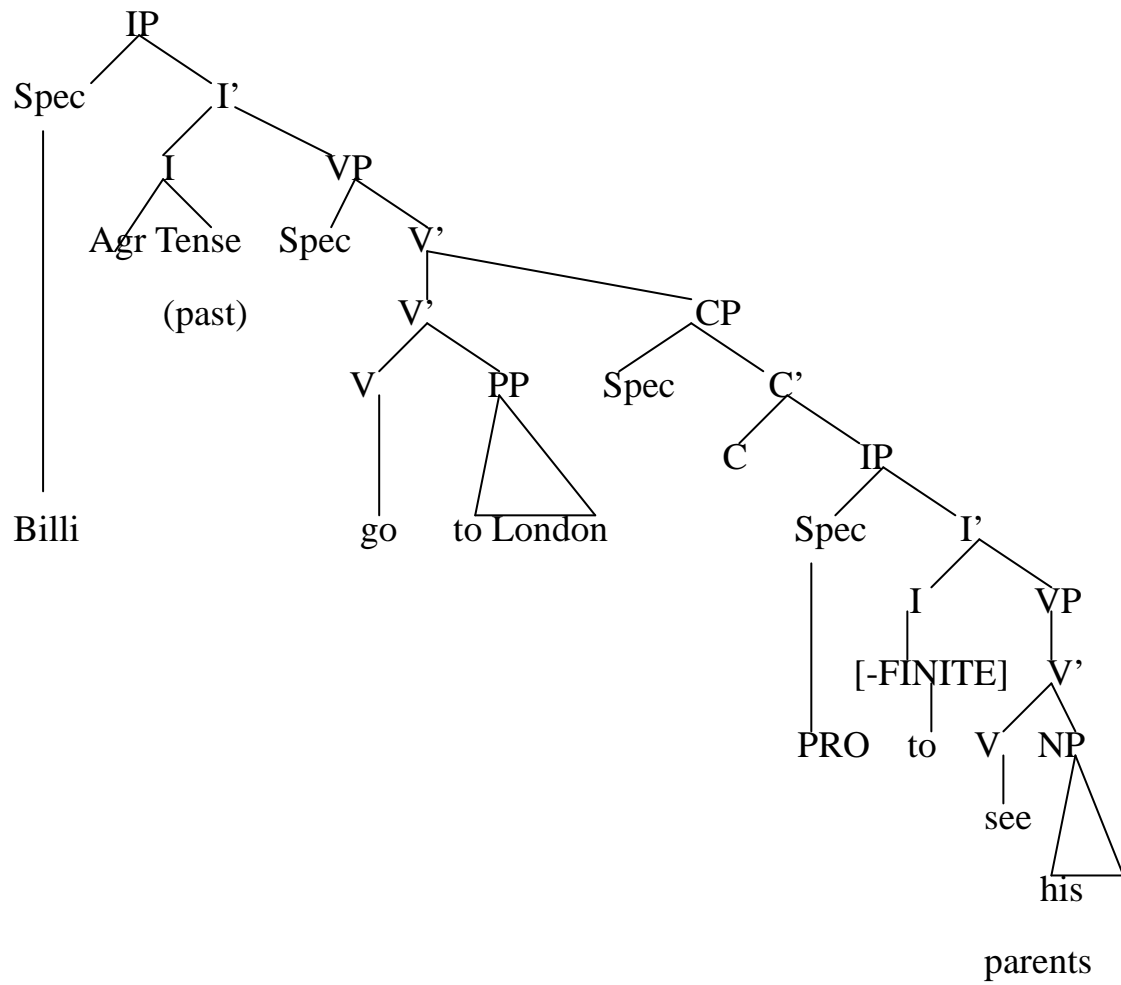 IP
Spec I’
I VP
Agr Tense Spec V’
(past) V’ CP
V PP Spec C’
C IP
Billi go to London Spec I’
I VP
[-FINITE] V’
PRO to V NP
see
his
parents